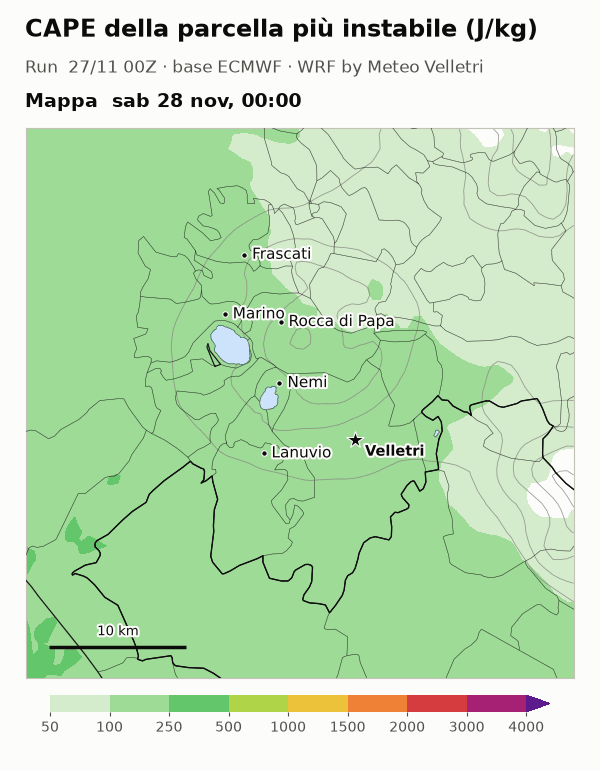 CAPE della parcella più instabile (J/kg)
Run  27/11 00Z · base ECMWF · WRF by Meteo Velletri
Mappa  sab 28 nov, 00:00
Frascati
Marino
Rocca di Papa
Nemi
Velletri
Lanuvio
10 km
50 100 250 500 1000 1500 2000 3000 4000